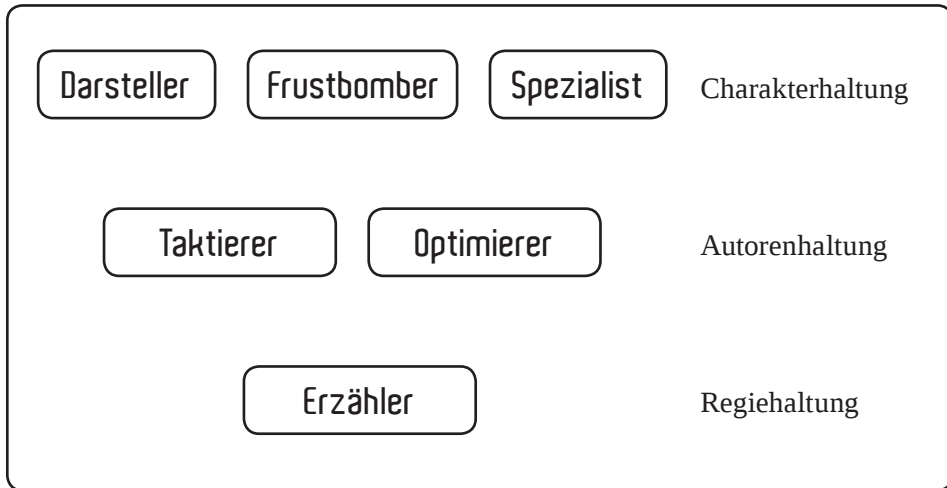 Darsteller Frustbomber Spezialist Charakterhaltung
Taktierer Optimierer Autorenhaltung
Erzähler Regiehaltung